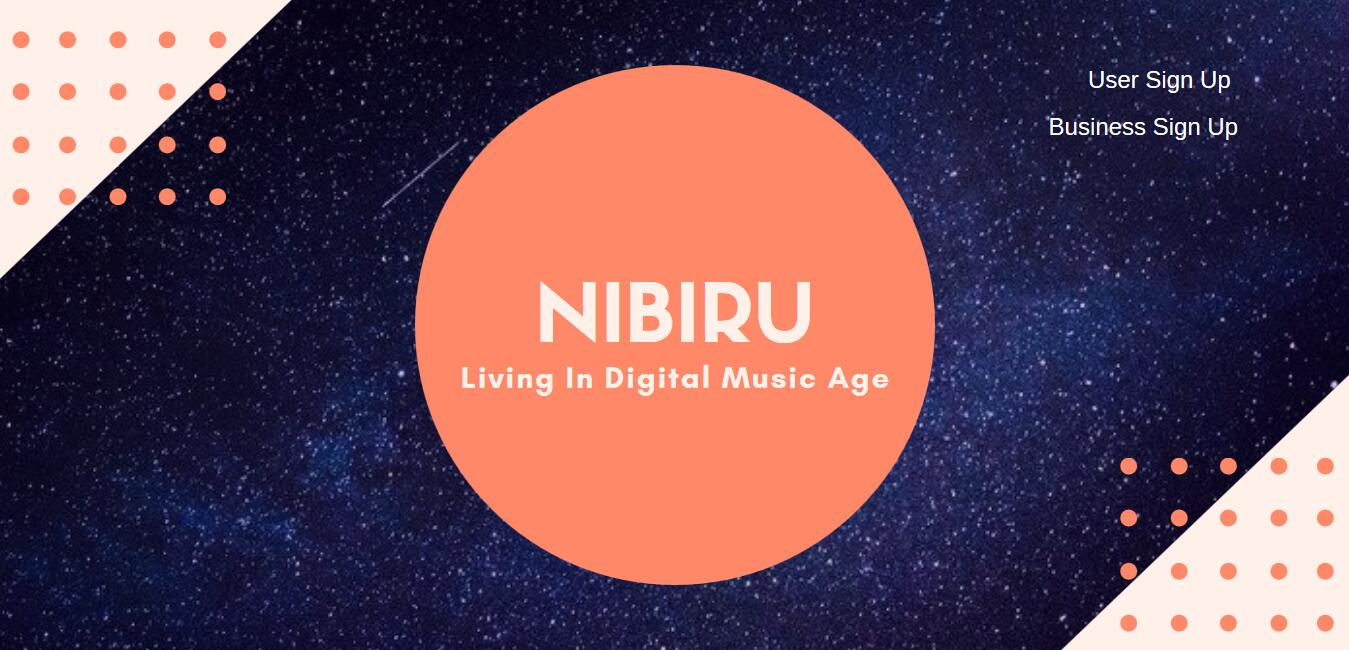 User Sign Up
Business Sign Up
NIBIRU
Living In Digital Music Age